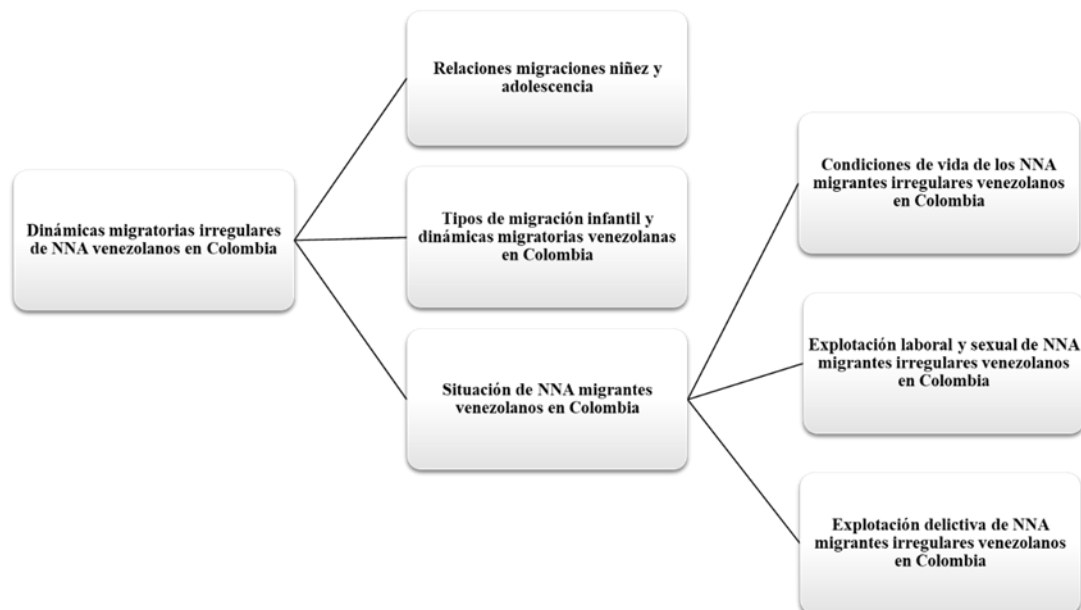 Dinámicas migratorias irregulares
de NNA venezolanos en Colombia
Relaciones migraciones niñez y
adolescencia
Tipos de migración infantil y
dinámicas migratorias venezolanas
en Colombia
Situación de NNA migrantes
venezolanos en Colombia
Condiciones de vida de los NNA
migrantes irregulares venezolanos
en Colombia
Explotación laboral y sexual de NNA
migrantes irregulares venezolanos
en Colombia
Explotación delictiva de NNA
migrantes irregulares venezolanos
en Colombia